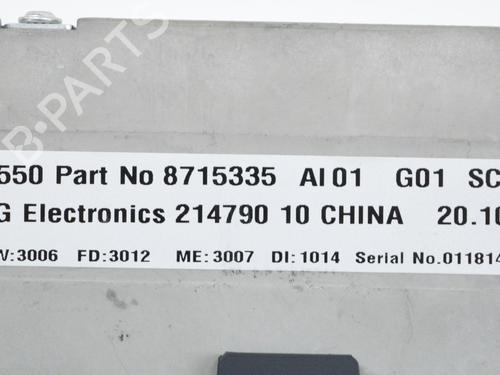 B-PARTS
550 Part No 8715335 AI 01 G01 SC
G Electronics 214790 10 CHINA 20.10
V:3006 FD:3012 ME:3007 DI:1014 Serial No.011814